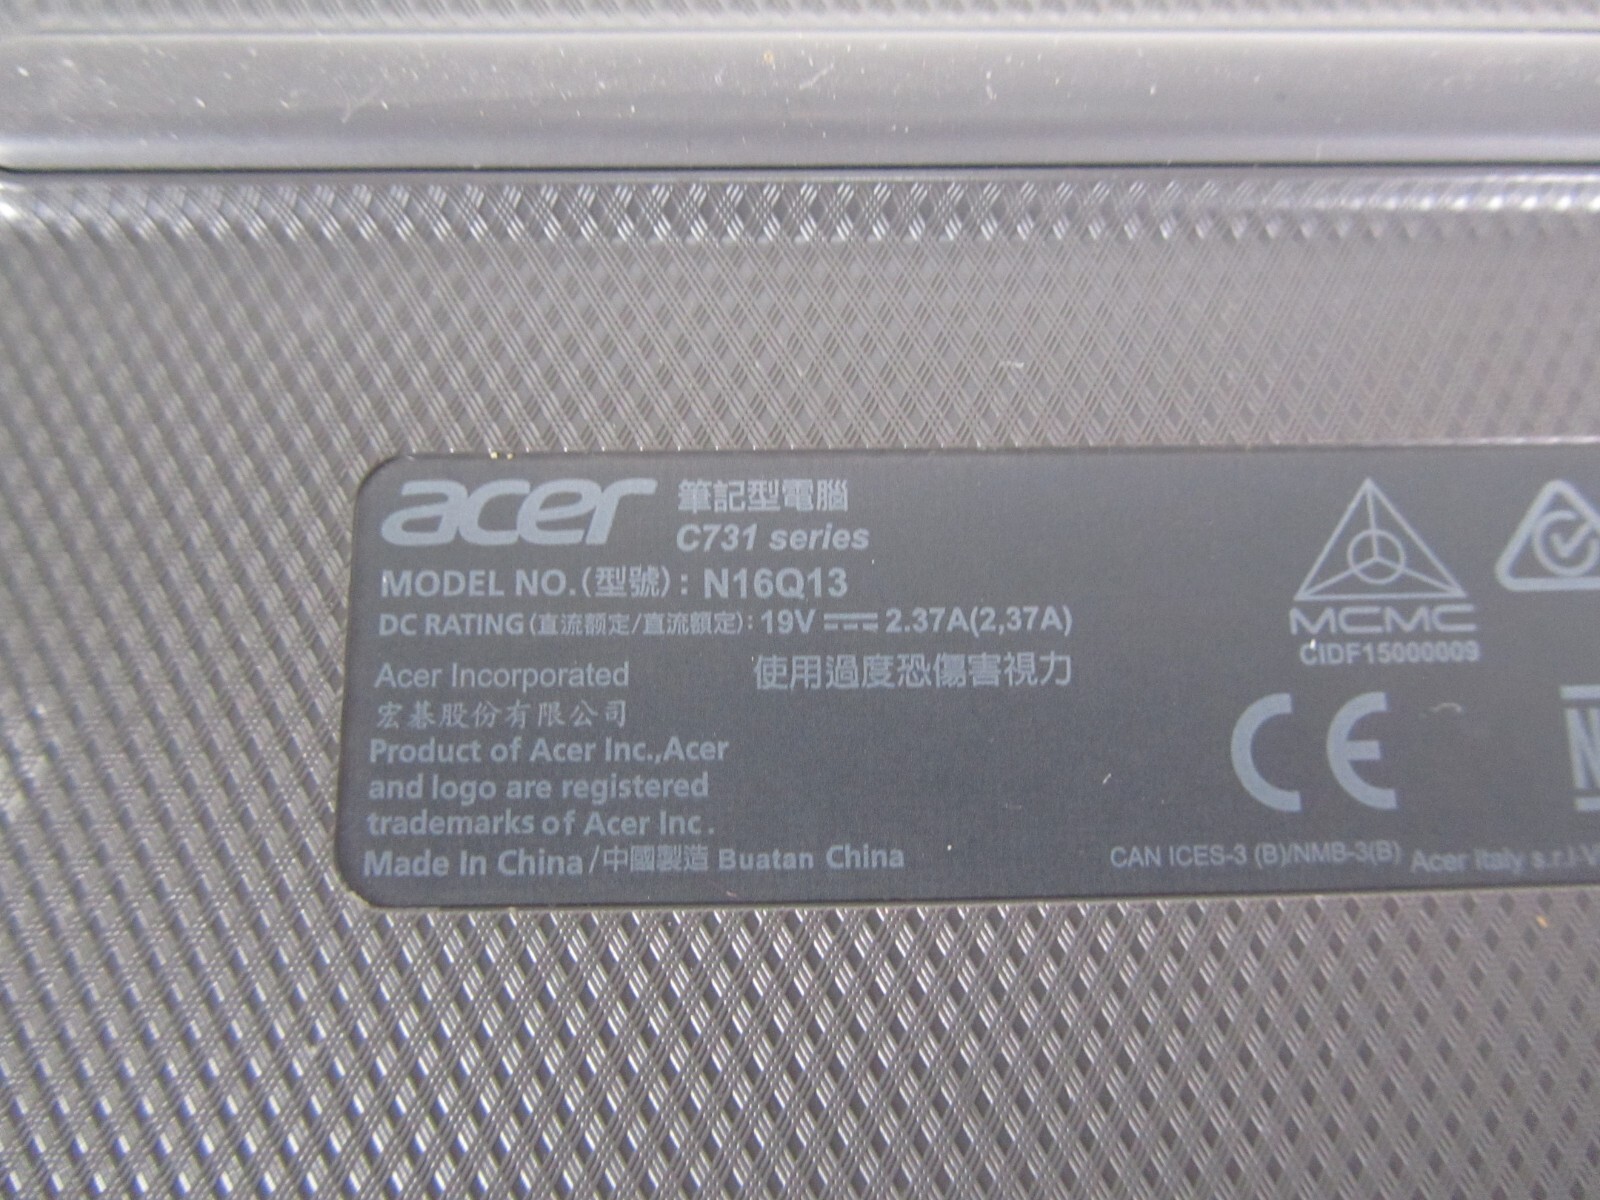 acer 筆記型電腦
C731 series
MODEL NO.(型號): N16Q13
DC RATING(直流额定/直流額定): 19V ⎓ 2.37A(2,37A)
Acer Incorporated 使用過度恐傷害視力
宏碁股份有限公司
Product of Acer Inc.,Acer
and logo are registered
trademarks of Acer Inc.
Made In China/中國製造 Buatan China
MCMC
CIDF15000009
CE
CAN ICES-3 (B)/NMB-3(B) Acer Italy s.r.l